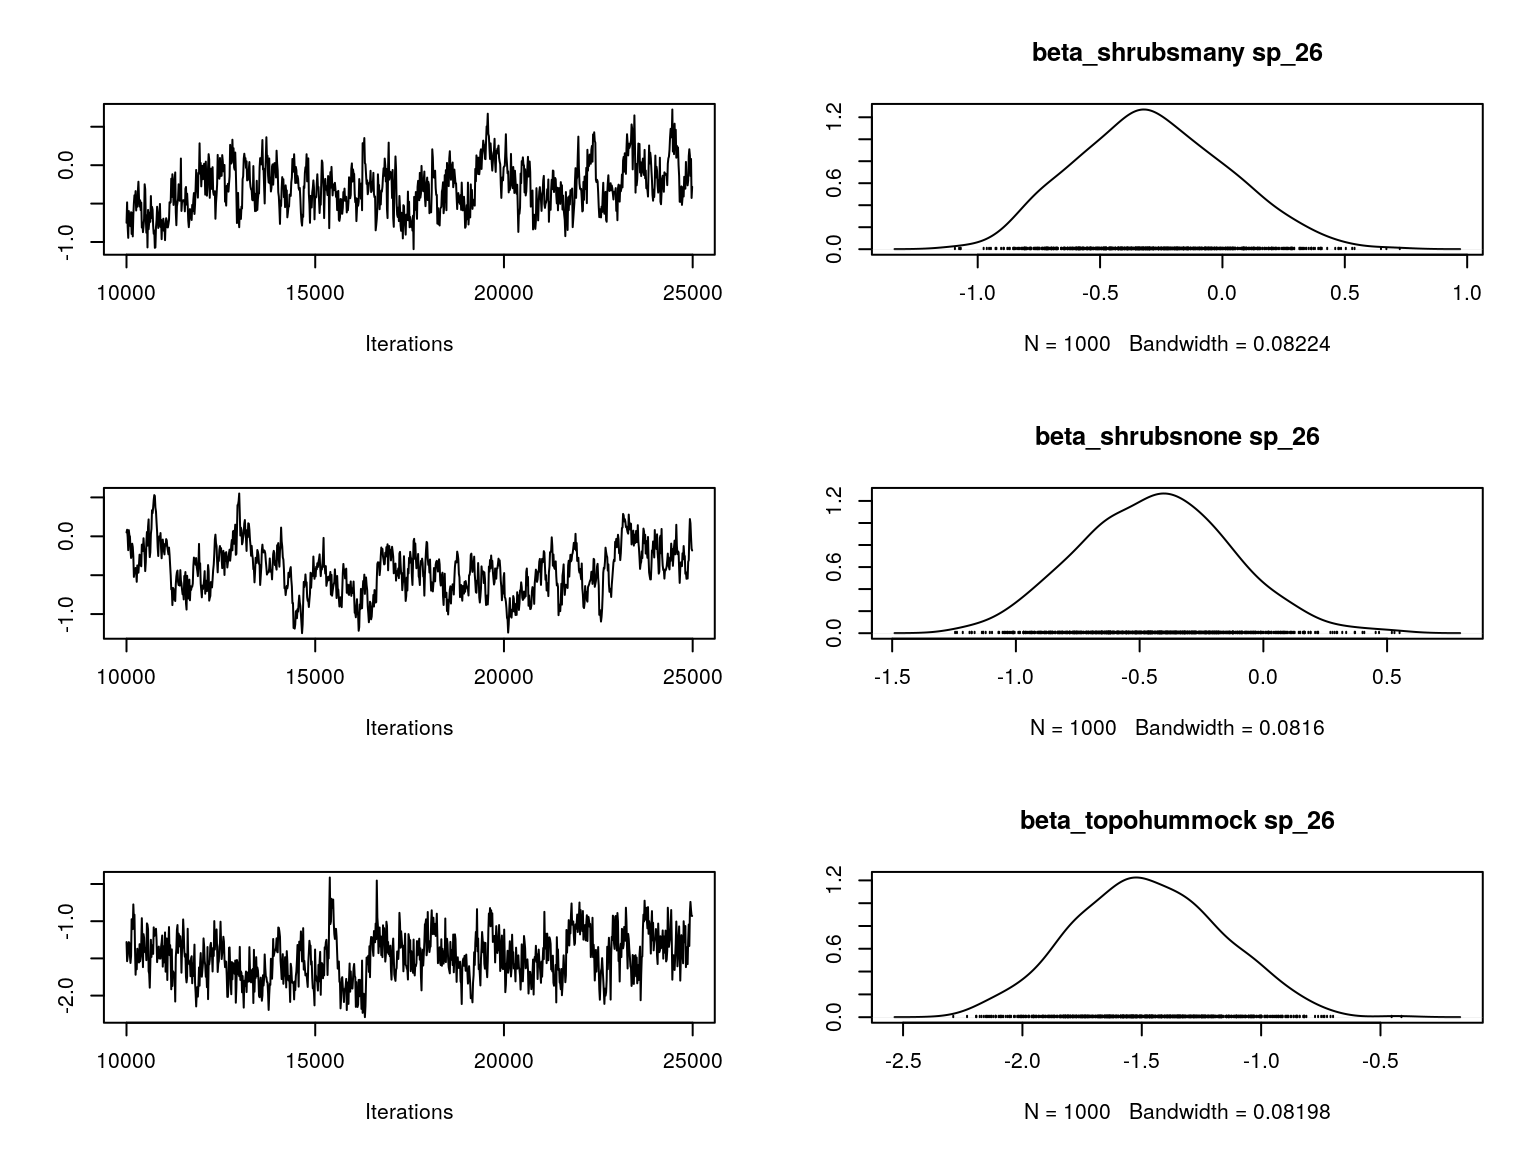 beta_shrubsmany sp_26
0.0
-1.0
10000 15000 20000 25000
Iterations
1.2
0.6
0.0
-1.0 -0.5 0.0 0.5 1.0
N = 1000 Bandwidth = 0.08224
beta_shrubsnone sp_26
0.0
-1.0
10000 15000 20000 25000
Iterations
1.2
0.6
0.0
-1.5 -1.0 -0.5 0.0 0.5
N = 1000 Bandwidth = 0.0816
beta_topohummock sp_26
-1.0
-2.0
10000 15000 20000 25000
Iterations
1.2
0.6
0.0
-2.5 -2.0 -1.5 -1.0 -0.5
N = 1000 Bandwidth = 0.08198